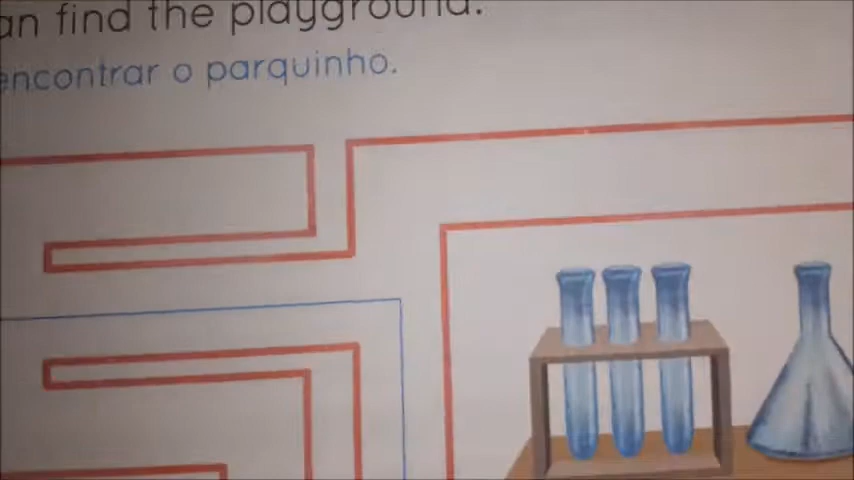 an find the playground.
encontrar o parquinho.